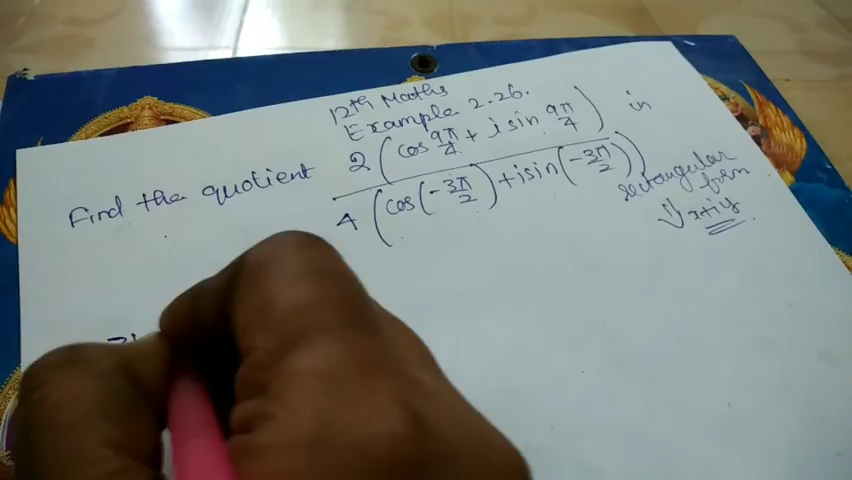 12th Maths
Example 2.26.
Find the quotient 2 (cos 9π/4 + i sin 9π/4) / 4 (cos(-3π/2) + i sin(-3π/2)) in
rectangular
form
x+iy